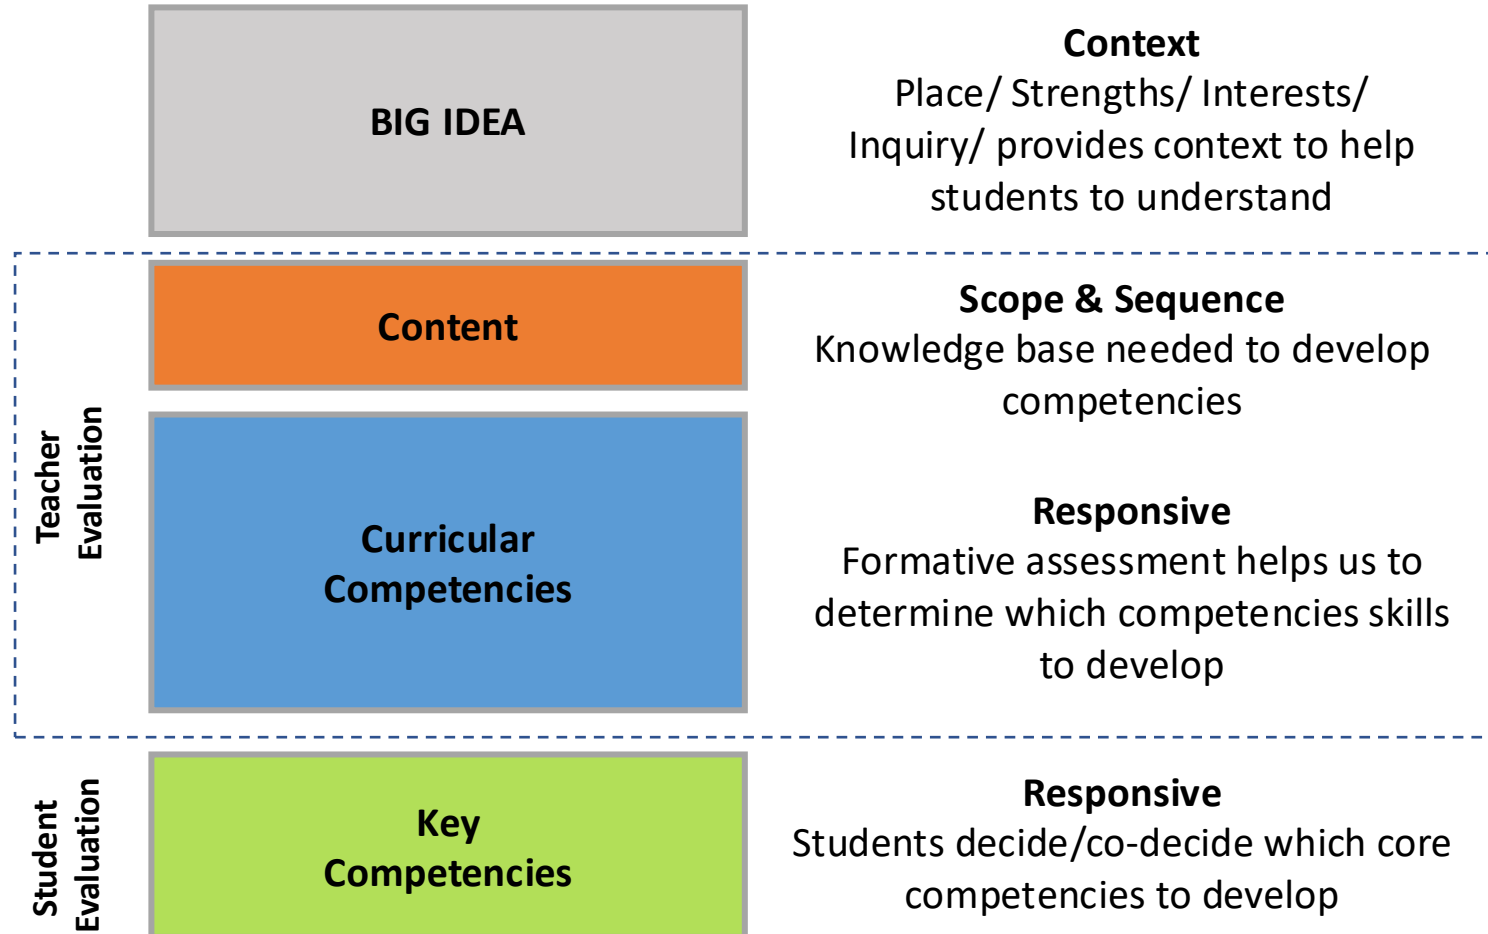 BIG IDEA
Context
Place/ Strengths/ Interests/
Inquiry/ provides context to help
students to understand
Teacher
Evaluation
Content
Scope & Sequence
Knowledge base needed to develop
competencies
Curricular
Competencies
Responsive
Formative assessment helps us to
determine which competencies skills
to develop
Student
Evaluation
Key
Competencies
Responsive
Students decide/co-decide which core
competencies to develop